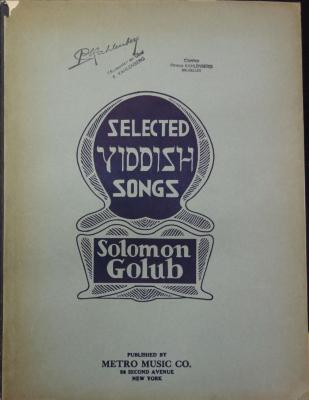 SELECTED
YIDDISH
SONGS
Solomon
Golub
PUBLISHED BY
METRO MUSIC CO.
58 SECOND AVENUE
NEW YORK